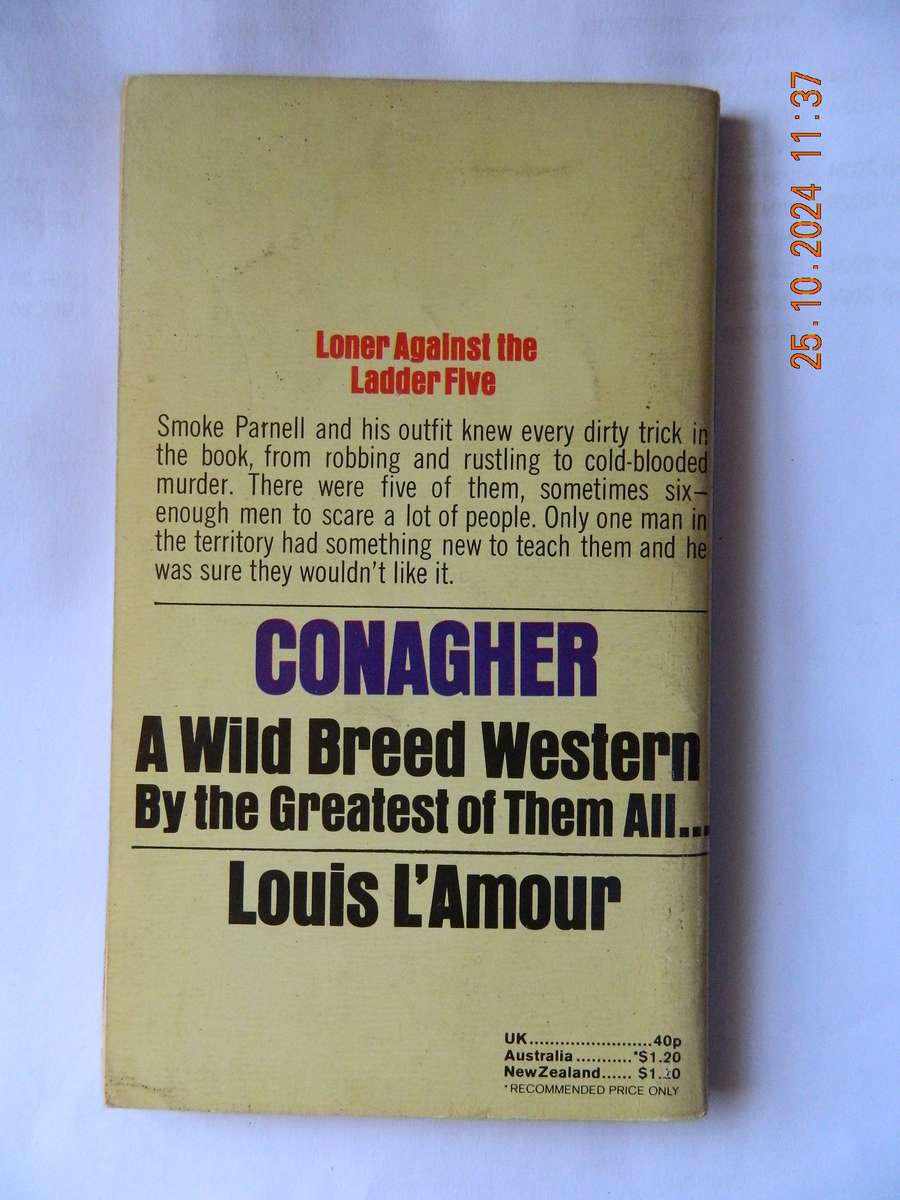 Loner Against the
Ladder Five
Smoke Parnell and his outfit knew every dirty trick in
the book, from robbing and rustling to cold-blooded
murder. There were five of them, sometimes six—
enough men to scare a lot of people. Only one man in
the territory had something new to teach them and he
was sure they wouldn't like it.
CONAGHER
A Wild Breed Western
By the Greatest of Them All...
Louis L'Amour
UK........................40p
Australia...........*$1.20
New Zealand...... 
*RECOMMENDED PRICE ONLY
25.10.2024 11:37